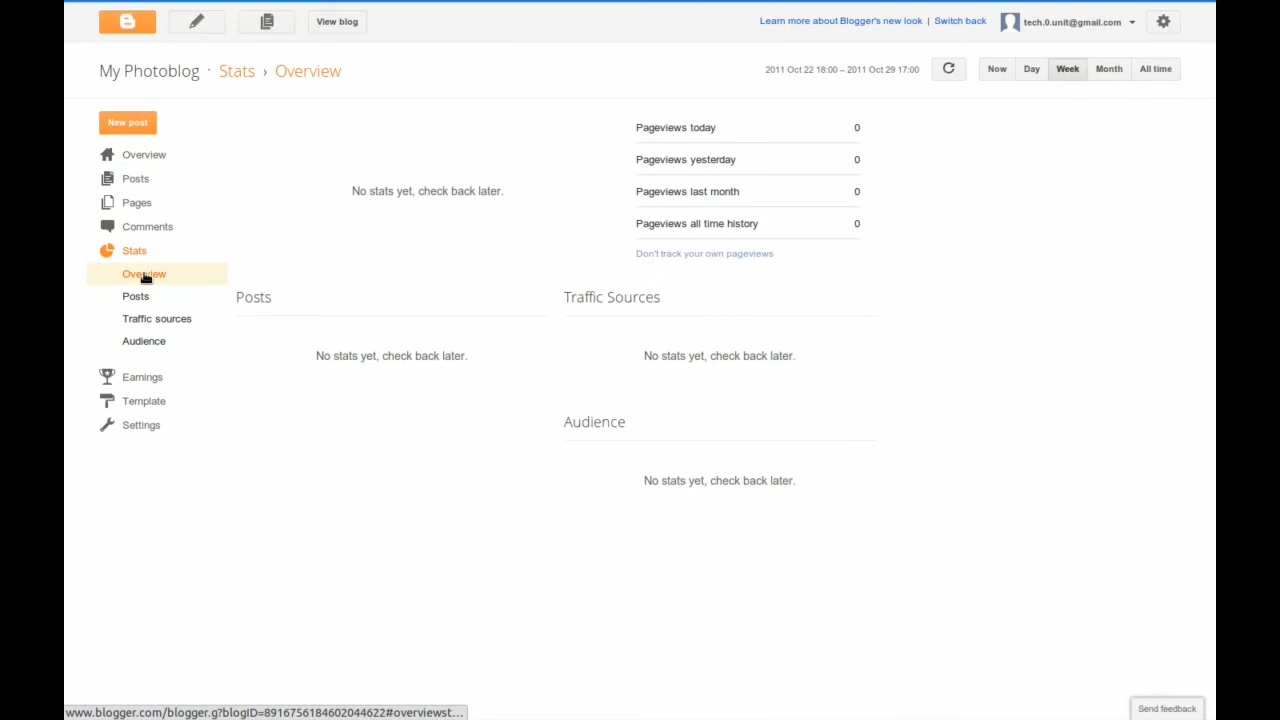 View blog
Learn more about Blogger's new look | Switch back
tech.0.unit@gmail.com
My Photoblog · Stats › Overview
2011 Oct 22 18:00 – 2011 Oct 29 17:00
Now Day Week Month All time
New post
Overview
Posts
Pages
Comments
Stats
Overview
Posts
Traffic sources
Audience
Earnings
Template
Settings
No stats yet, check back later.
Pageviews today 0
Pageviews yesterday 0
Pageviews last month 0
Pageviews all time history 0
Don't track your own pageviews
Posts
No stats yet, check back later.
Traffic Sources
No stats yet, check back later.
Audience
No stats yet, check back later.
www.blogger.com/blogger.g?blogID=8916756184602044622#overviewst...
Send feedback